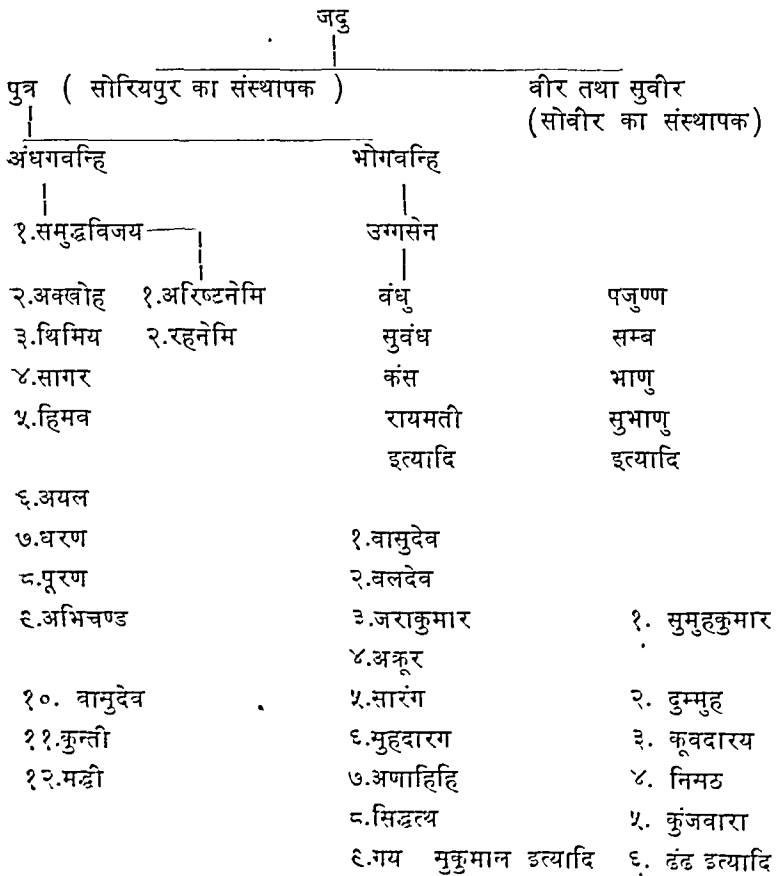 जदु
पुत्र ( सोरियपुर का संस्थापक ) वीर तथा सुवीर
(सोवीर का संस्थापक)
अंधगवन्हि भोगवन्हि
१.समुद्धविजय उग्गसेन
२.अक्खोह १.अरिष्टनेमि वंधु पजुण्ण
३.थिमिय २.रहनेमि सुवंध सम्ब
४.सागर कंस भाणु
५.हिमव रायमती सुभाणु
इत्यादि इत्यादि
६.अयल
७.धरण १.वासुदेव
८.पूरण २.वलदेव
९.अभिचण्ड ३.जराकुमार १. सुमुहकुमार
४.अक्रूर
१०. वासुदेव ५.सारंग २. दुम्मुह
११.कुन्ती ६.मुहदारग ३. कूवदारय
१२.मद्दी ७.अणाहिहि ४. निमठ
८.सिद्धत्थ ५. कुंजवारा
९.गय सुकुमाल इत्यादि ६. ढंढ इत्यादि